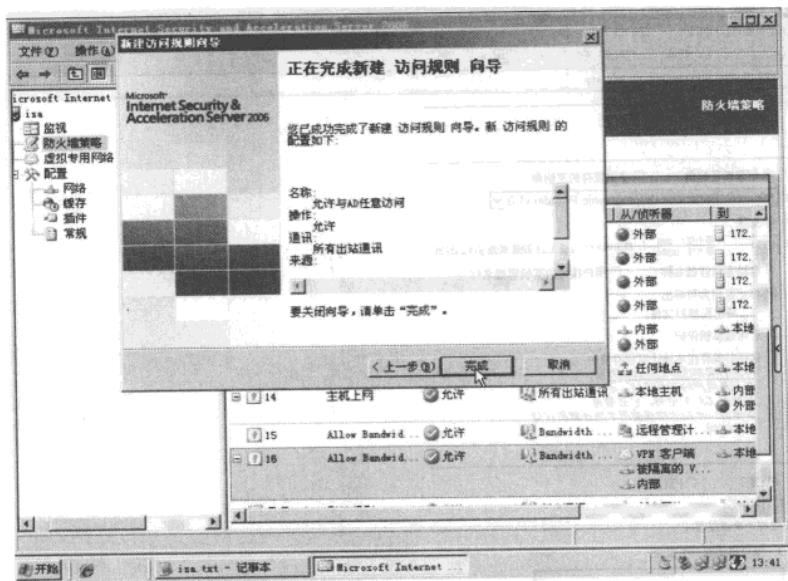 Microsoft Internet Security and Acceleration Server 2006
文件(F) 操作(A)
新建访问规则向导
正在完成新建 访问规则 向导
Microsoft®
Internet Security &
Acceleration Server 2006
您已成功完成了新建 访问规则 向导。新 访问规则 的
配置如下:
名称:
允许与AD任意访问
操作:
允许
通讯:
所有出站通讯
来源:
要关闭向导，请单击“完成”。
<上一步(B) 完成 取消
icrosoft Internet
isa
监视
防火墙策略
虚拟专用网络
配置
网络
缓存
插件
常规
防火墙策略
从/侦听器 到
外部 172.
外部 172.
外部 172.
外部 172.
内部 本地
外部
任何地点 本地
14 主机上网 允许 所有出站通讯 本地主机 内部
外部
15 Allow Bandwid... 允许 Bandwidth ... 远程管理计... 本地
16 Allow Bandwid... 允许 Bandwidth ... VPN 客户端 本地
被隔离的 V...
内部
开始 isa.txt - 记事本 Microsoft Internet ... 13:41